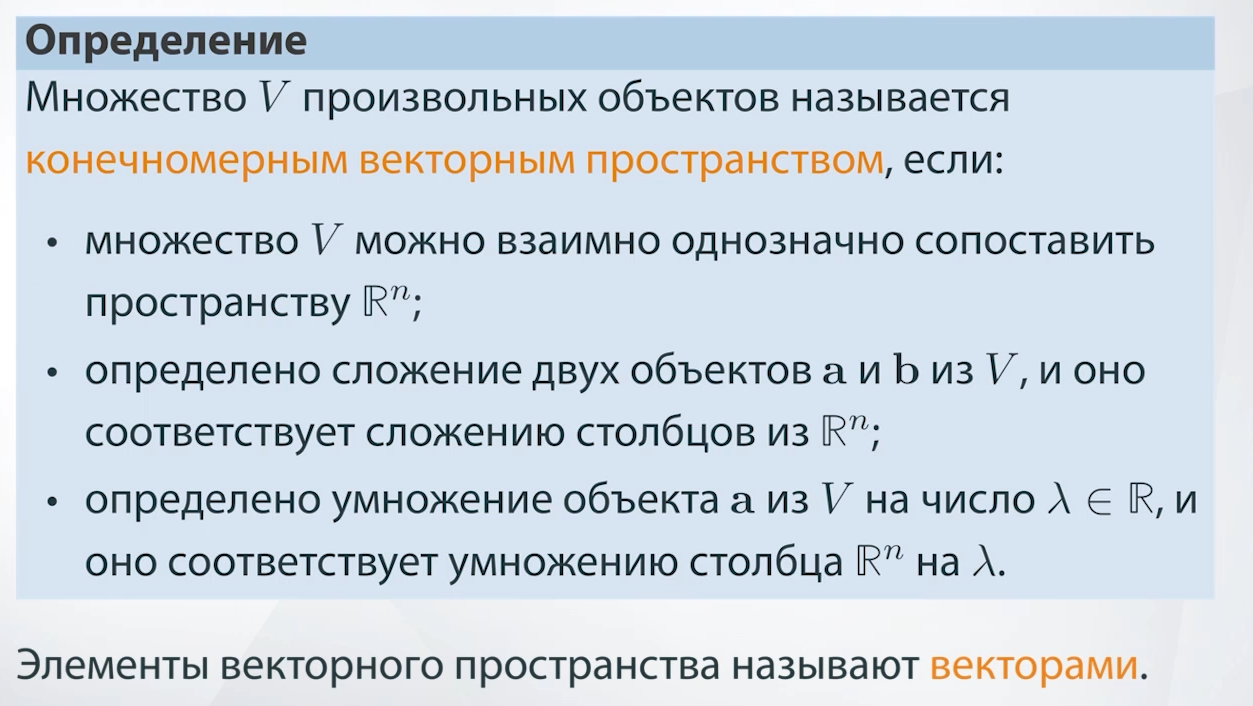 Определение
Множество V произвольных объектов называется
конечномерным векторным пространством, если:
• множество V можно взаимно однозначно сопоставить
пространству ℝⁿ;
• определено сложение двух объектов a и b из V, и оно
соответствует сложению столбцов из ℝⁿ;
• определено умножение объекта a из V на число λ ∈ ℝ, и
оно соответствует умножению столбца ℝⁿ на λ.
Элементы векторного пространства называют векторами.